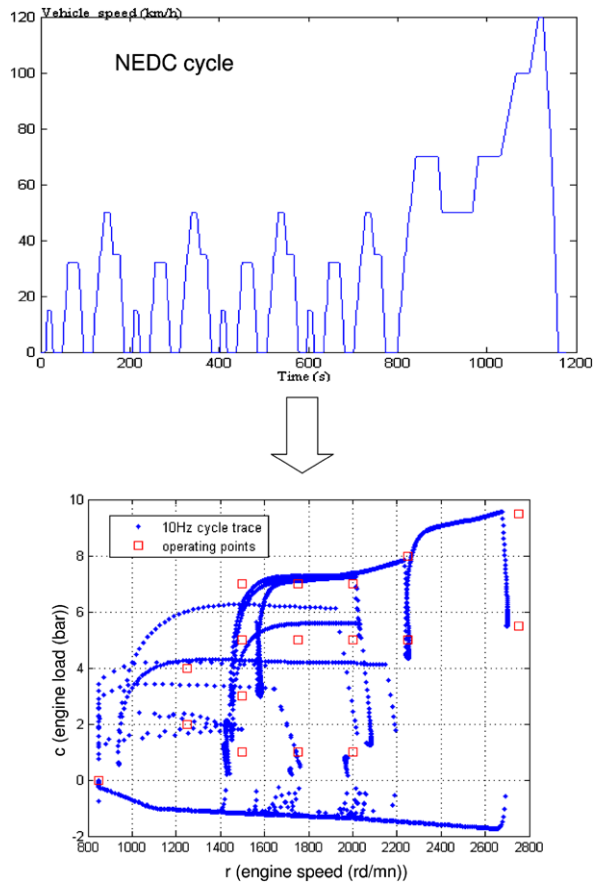 Vehicle speed (km/h)
NEDC cycle
120
100
80
60
40
20
0
0 200 400 600 800 1000 1200
Time (s)
10Hz cycle trace
operating points
c (engine load (bar))
10
8
6
4
2
0
-2
800 1000 1200 1400 1600 1800 2000 2200 2400 2600 2800
r (engine speed (rd/mn))